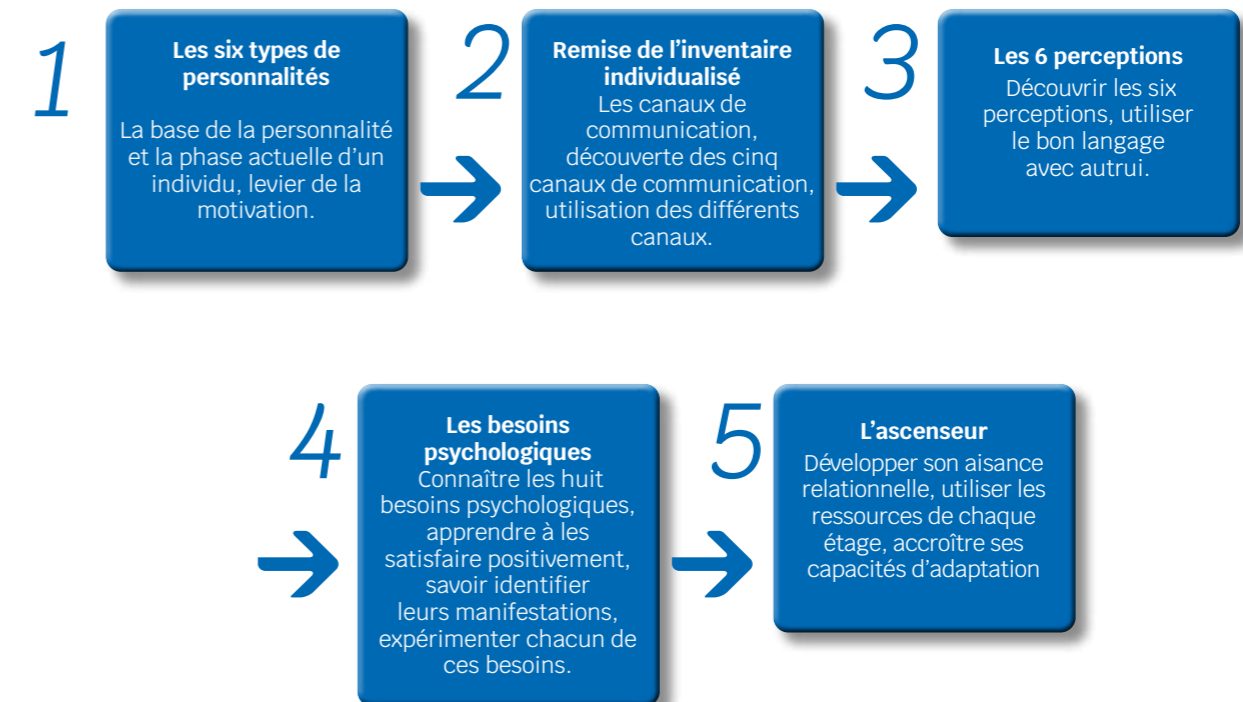 1
Les six types de
personnalités
La base de la personnalité
et la phase actuelle d’un
individu, levier de la
motivation.
2
Remise de l’inventaire
individualisé
Les canaux de
communication,
découverte des cinq
canaux de communication,
utilisation des différents
canaux.
3
Les 6 perceptions
Découvrir les six
perceptions, utiliser
le bon langage
avec autrui.
4
Les besoins
psychologiques
Connaître les huit
besoins psychologiques,
apprendre à les
satisfaire positivement,
savoir identifier
leurs manifestations,
expérimenter chacun de
ces besoins.
5
L’ascenseur
Développer son aisance
relationnelle, utiliser les
ressources de chaque
étage, accroître ses
capacités d’adaptation